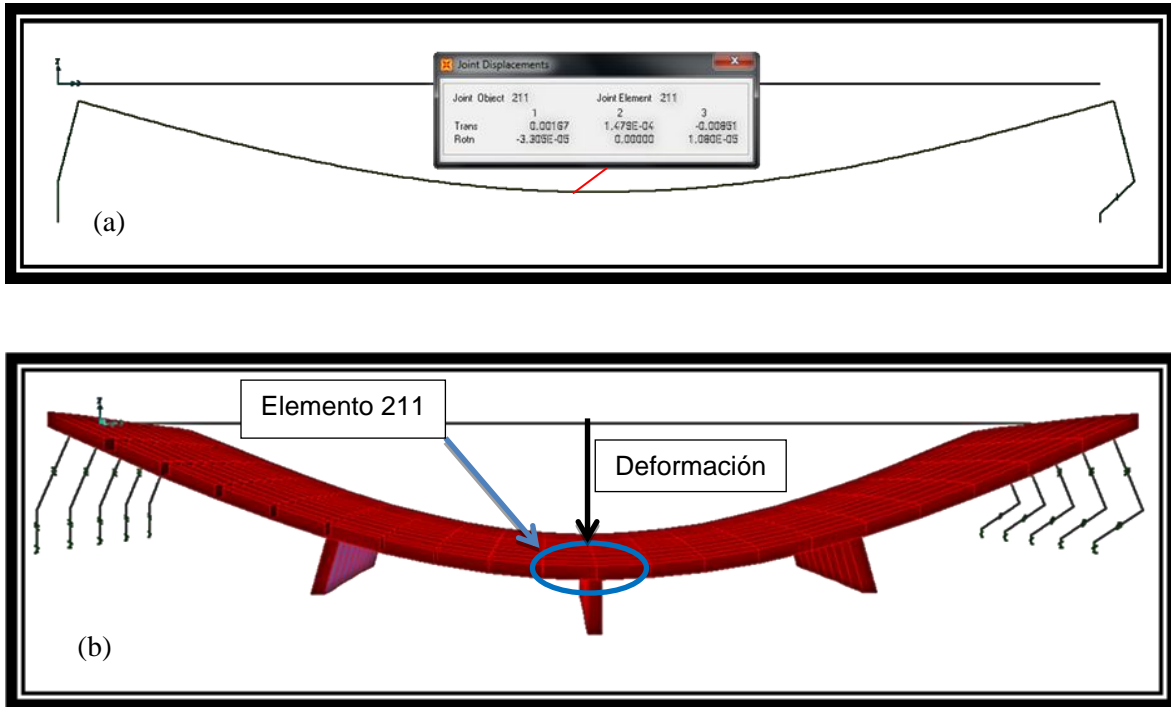 Joint Displacements
Joint Object 211 Joint Element 211
1 2 3
Trans 0.00167 1.479E-04 -0.00851
Rotn -3.305E-05 0.00000 1.080E-05
(a)
Elemento 211
Deformación
(b)